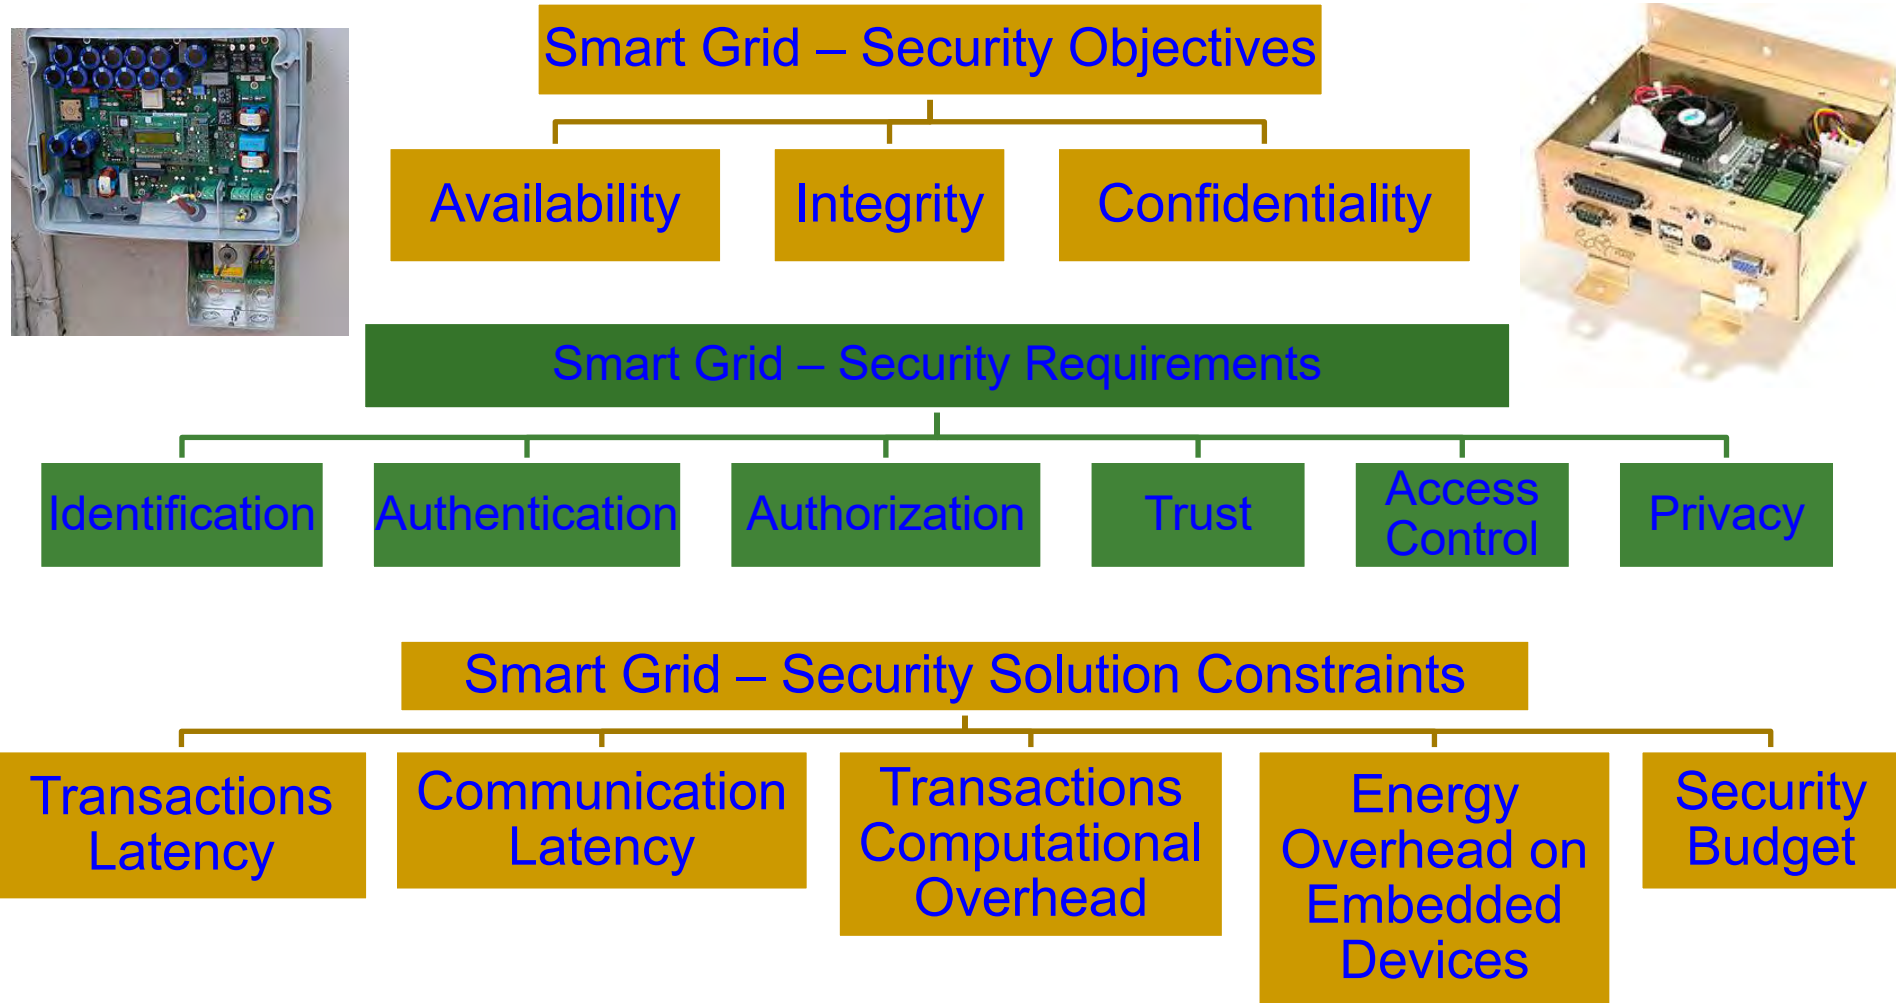 Smart Grid – Security Objectives
Availability
Integrity
Confidentiality
Smart Grid – Security Requirements
Identification
Authentication
Authorization
Trust
Access
Control
Privacy
Smart Grid – Security Solution Constraints
Transactions
Latency
Communication
Latency
Transactions
Computational
Overhead
Energy
Overhead on
Embedded
Devices
Security
Budget